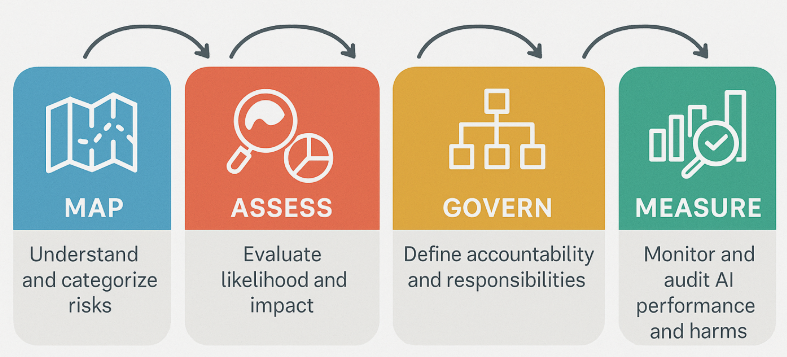 MAP
Understand
and categorize
risks
ASSESS
Evaluate
likelihood and
impact
GOVERN
Define accountability
and responsibilities
MEASURE
Monitor and
audit AI
performance
and harms